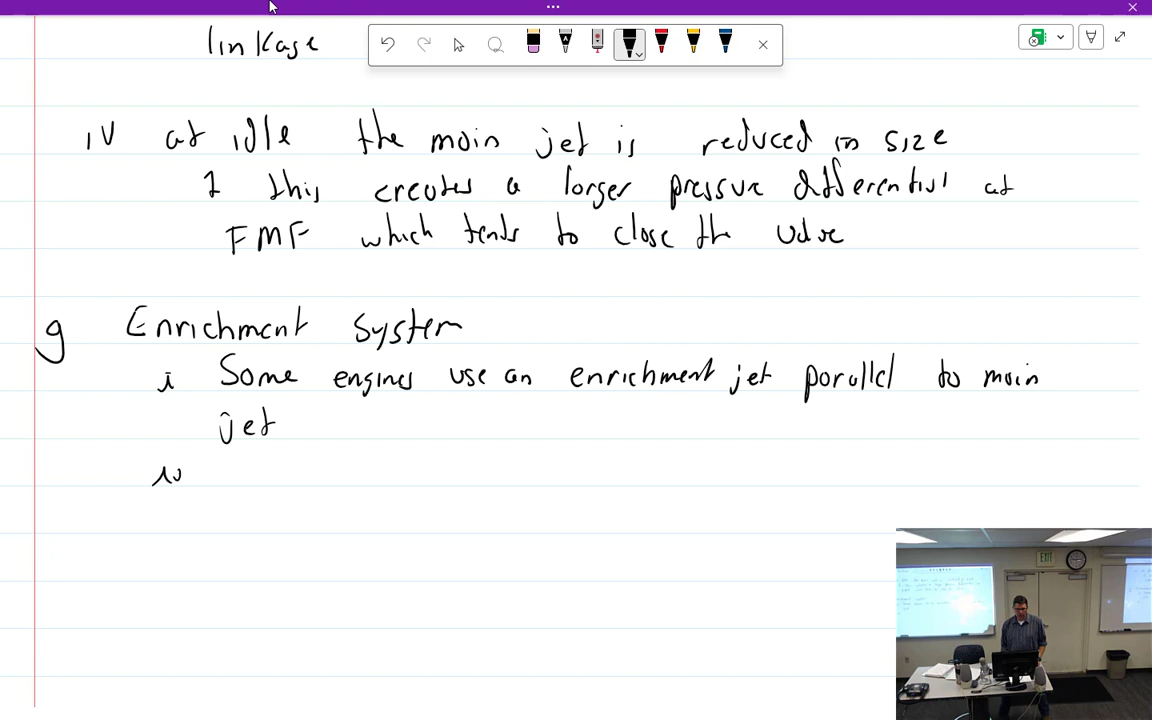 linkage
iv at idle the main jet is reduced in size
1 this creates a larger pressure differential at
FMF which tends to close the valve
g Enrichment System
i Some engines use an enrichment jet parallel to main
jet
EXIT